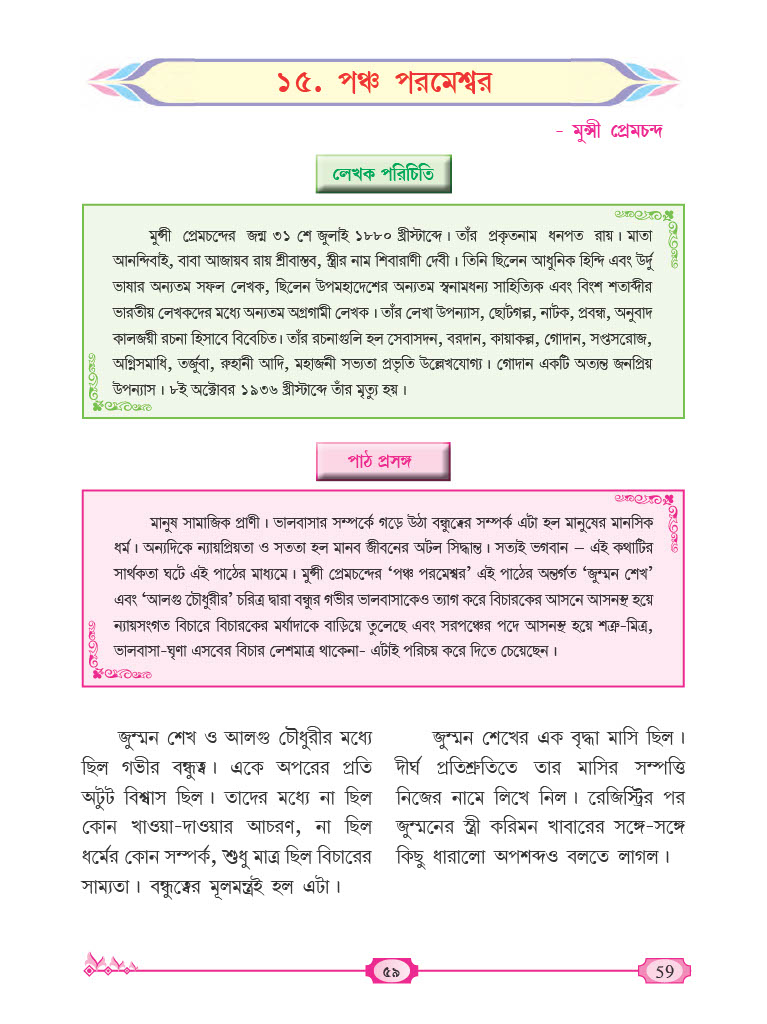 ১৫. পঞ্চ পরমেশ্বর
- মুন্সী প্রেমচন্দ
লেখক পরিচিতি
মুন্সী প্রেমচন্দের জন্ম ৩১ শে জুলাই ১৮৮০ খ্রীস্টাব্দে। তাঁর প্রকৃতনাম ধনপত রায়। মাতা
আনন্দিবাই, বাবা আজায়ব রায় শ্রীবাস্তব, স্ত্রীর নাম শিবারাণী দেবী। তিনি ছিলেন আধুনিক হিন্দি এবং উর্দু
ভাষার অন্যতম সফল লেখক, ছিলেন উপমহাদেশের অন্যতম স্বনামধন্য সাহিত্যিক এবং বিংশ শতাব্দীর
ভারতীয় লেখকদের মধ্যে অন্যতম অগ্রগামী লেখক। তাঁর লেখা উপন্যাস, ছোটগল্প, নাটক, প্রবন্ধ, অনুবাদ
কালজয়ী রচনা হিসাবে বিবেচিত। তাঁর রচনাগুলি হল সেবাসদন, বরদান, কায়াকল্প, গোদান, সপ্তসরোজ,
অগ্নিসমাধি, তর্জুবা, রুহানী আদি, মহাজনী সভ্যতা প্রভৃতি উল্লেখযোগ্য। গোদান একটি অত্যন্ত জনপ্রিয়
উপন্যাস। ৮ই অক্টোবর ১৯৩৬ খ্রীস্টাব্দে তাঁর মৃত্যু হয়।
পাঠ প্রসঙ্গ
মানুষ সামাজিক প্রাণী। ভালবাসার সম্পর্কে গড়ে উঠা বন্ধুত্বের সম্পর্ক এটা হল মানুষের মানসিক
ধর্ম। অন্যদিকে ন্যায়প্রিয়তা ও সততা হল মানব জীবনের অটল সিদ্ধান্ত। সত্যই ভগবান – এই কথাটির
সার্থকতা ঘটে এই পাঠের মাধ্যমে। মুন্সী প্রেমচন্দের ‘পঞ্চ পরমেশ্বর’ এই পাঠের অন্তর্গত ‘জুম্মন শেখ’
এবং ‘আলগু চৌধুরীর’ চরিত্র দ্বারা বন্ধুর গভীর ভালবাসাকেও ত্যাগ করে বিচারকের আসনে আসনস্থ হয়ে
ন্যায়সংগত বিচারে বিচারকের মর্যাদাকে বাড়িয়ে তুলেছে এবং সরপঞ্চের পদে আসনস্থ হয়ে শত্রু-মিত্র,
ভালবাসা-ঘৃণা এসবের বিচার লেশমাত্র থাকেনা- এটাই পরিচয় করে দিতে চেয়েছেন।
জুম্মন শেখ ও আলগু চৌধুরীর মধ্যে
ছিল গভীর বন্ধুত্ব। একে অপরের প্রতি
অটুট বিশ্বাস ছিল। তাদের মধ্যে না ছিল
কোন খাওয়া-দাওয়ার আচরণ, না ছিল
ধর্মের কোন সম্পর্ক, শুধু মাত্র ছিল বিচারের
সাম্যতা। বন্ধুত্বের মূলমন্ত্রই হল এটা।
জুম্মন শেখের এক বৃদ্ধা মাসি ছিল।
দীর্ঘ প্রতিশ্রুতিতে তার মাসির সম্পত্তি
নিজের নামে লিখে নিল। রেজিস্ট্রির পর
জুম্মনের স্ত্রী করিমন খাবারের সঙ্গে-সঙ্গে
কিছু ধারালো অপশব্দও বলতে লাগল।
৫৯
59